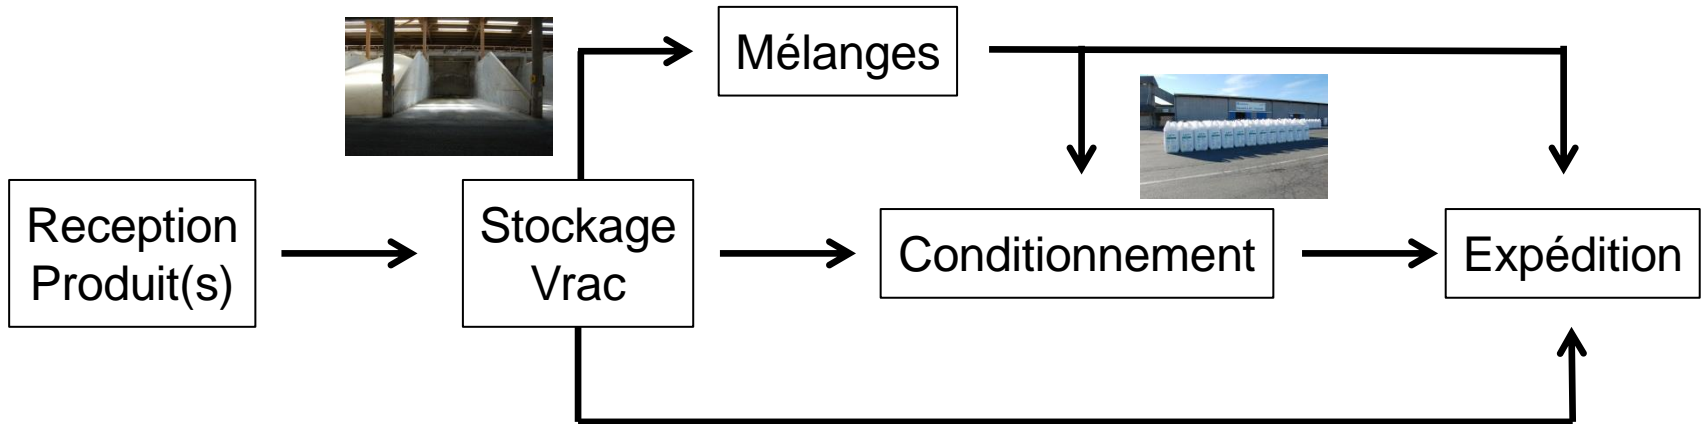 Mélanges
Reception
Produit(s)
Stockage
Vrac
Conditionnement
Expédition